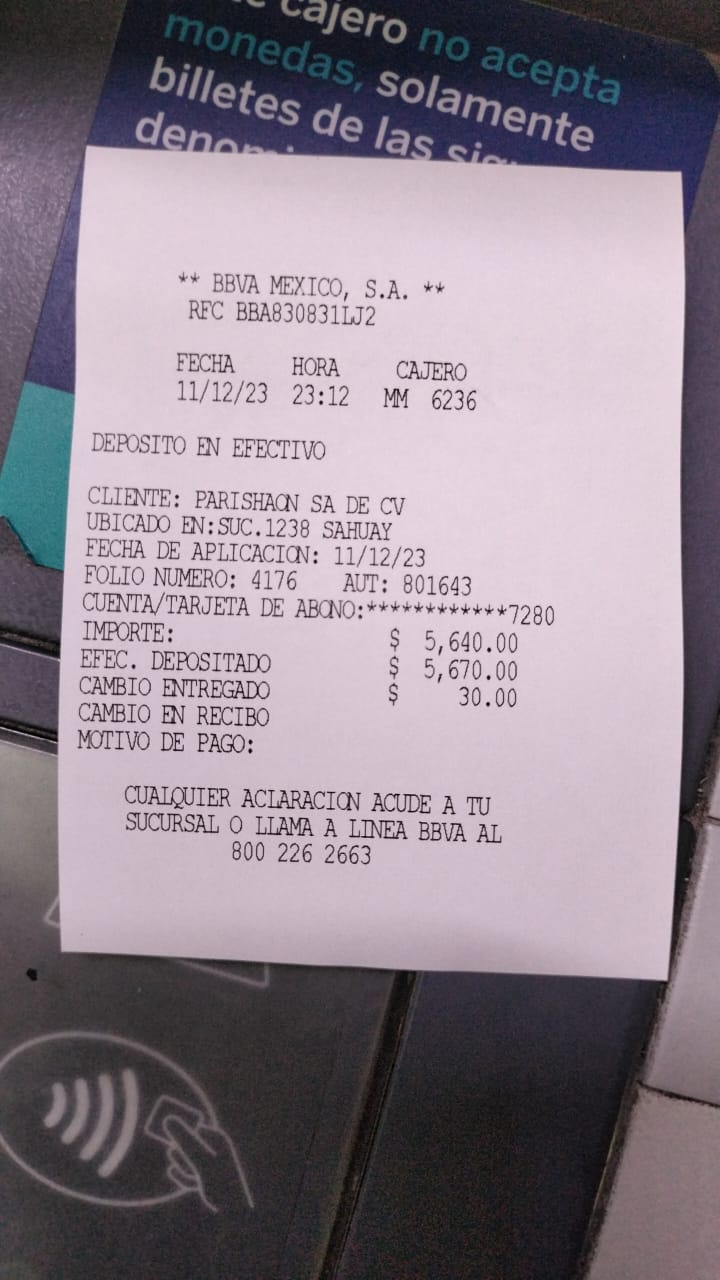 cajero no acepta
monedas, solamente
billetes de las
** BBVA MEXICO, S.A. **
RFC BBA830831LJ2
FECHA HORA CAJERO
11/12/23 23:12 MM 6236
DEPOSITO EN EFECTIVO
CLIENTE: PARISHAON SA DE CV
UBICADO EN:SUC.1238 SAHUAY
FECHA DE APLICACION: 11/12/23
FOLIO NUMERO: 4176 AUT: 801643
CUENTA/TARJETA DE ABONO:************7280
IMPORTE: $ 5,640.00
EFEC. DEPOSITADO $ 5,670.00
CAMBIO ENTREGADO $ 30.00
CAMBIO EN RECIBO
MOTIVO DE PAGO:
CUALQUIER ACLARACION ACUDE A TU
SUCURSAL O LLAMA A LINEA BBVA AL
800 226 2663